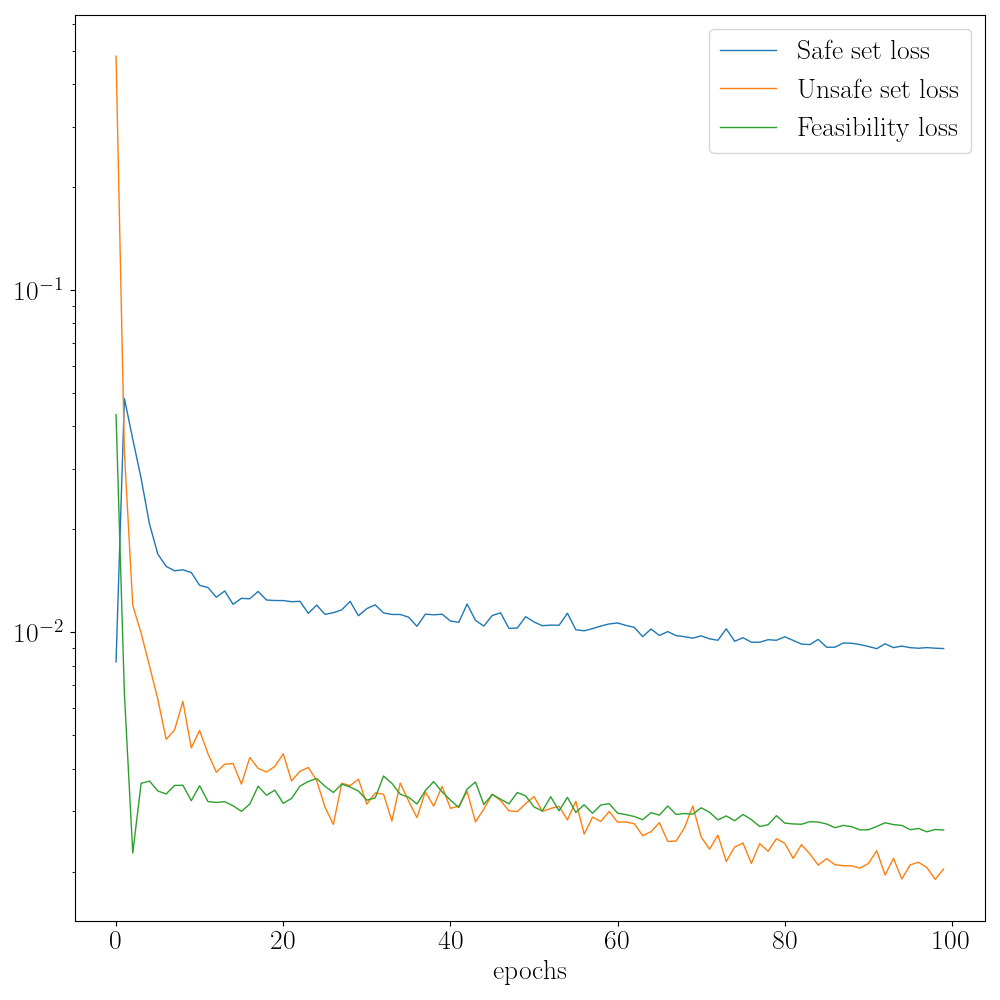 Safe set loss
Unsafe set loss
Feasibility loss
10⁻¹
10⁻²
0 20 40 60 80 100
epochs